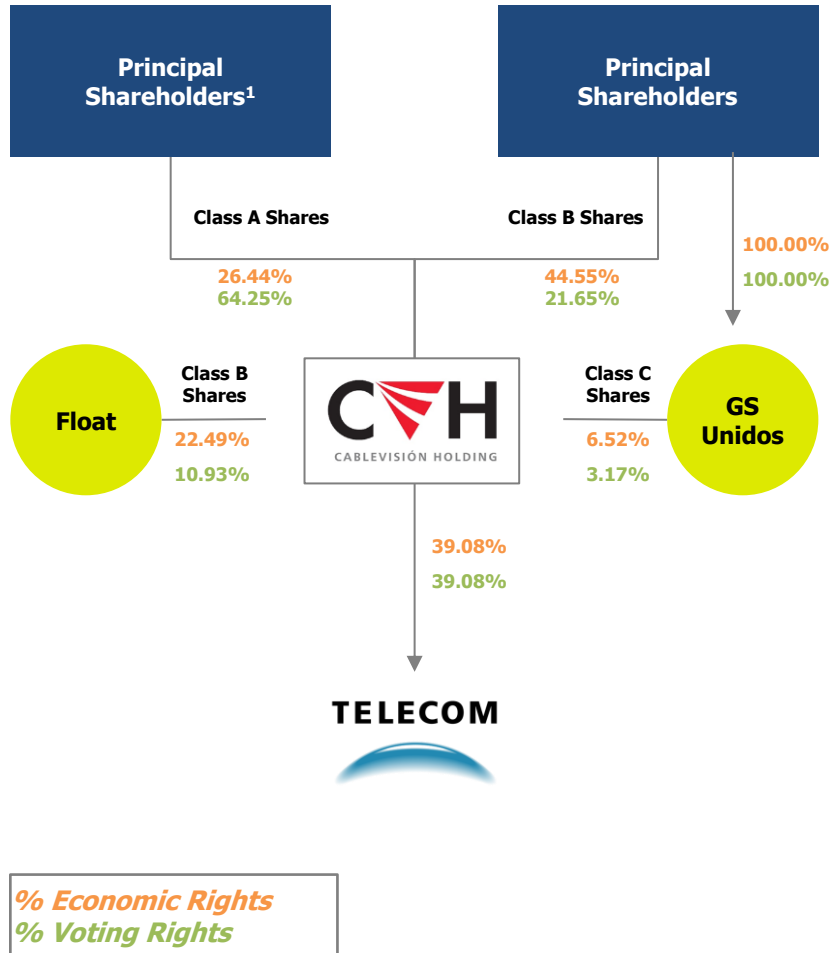 Principal
Shareholders¹
Principal
Shareholders
Class A Shares
Class B Shares
100.00%
100.00%
26.44%
64.25%
44.55%
21.65%
Float
Class B
Shares
22.49%
10.93%
CVH
CABLEVISIÓN HOLDING
Class C
Shares
6.52%
3.17%
GS
Unidos
39.08%
39.08%
TELECOM
% Economic Rights
% Voting Rights